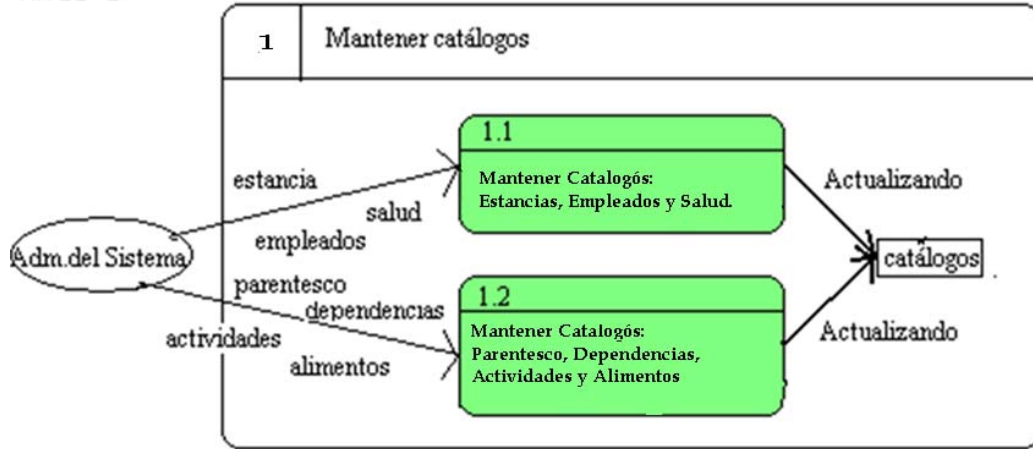 1 Mantener catálogos
1.1
Mantener Catalogós:
Estancias, Empleados y Salud.
estancia
salud
empleados
Actualizando
Adm.del Sistema
catálogos
parentesco
dependencias
actividades
alimentos
1.2
Mantener Catalogós:
Parentesco, Dependencias,
Actividades y Alimentos
Actualizando